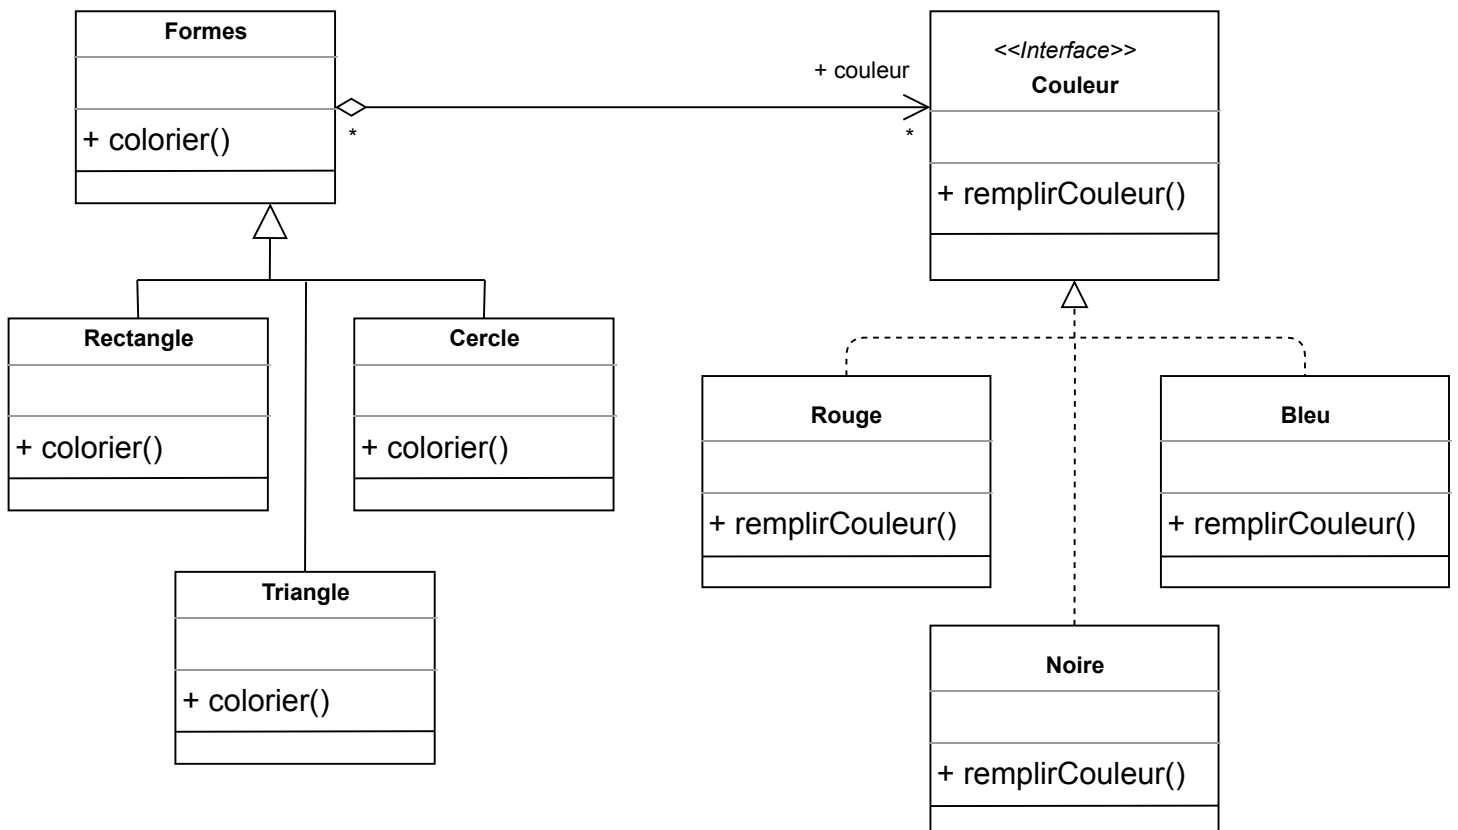 Formes
+ colorier()
*
+ couleur
*
<<Interface>>
Couleur
+ remplirCouleur()
Rectangle
+ colorier()
Cercle
+ colorier()
Triangle
+ colorier()
Rouge
+ remplirCouleur()
Bleu
+ remplirCouleur()
Noire
+ remplirCouleur()